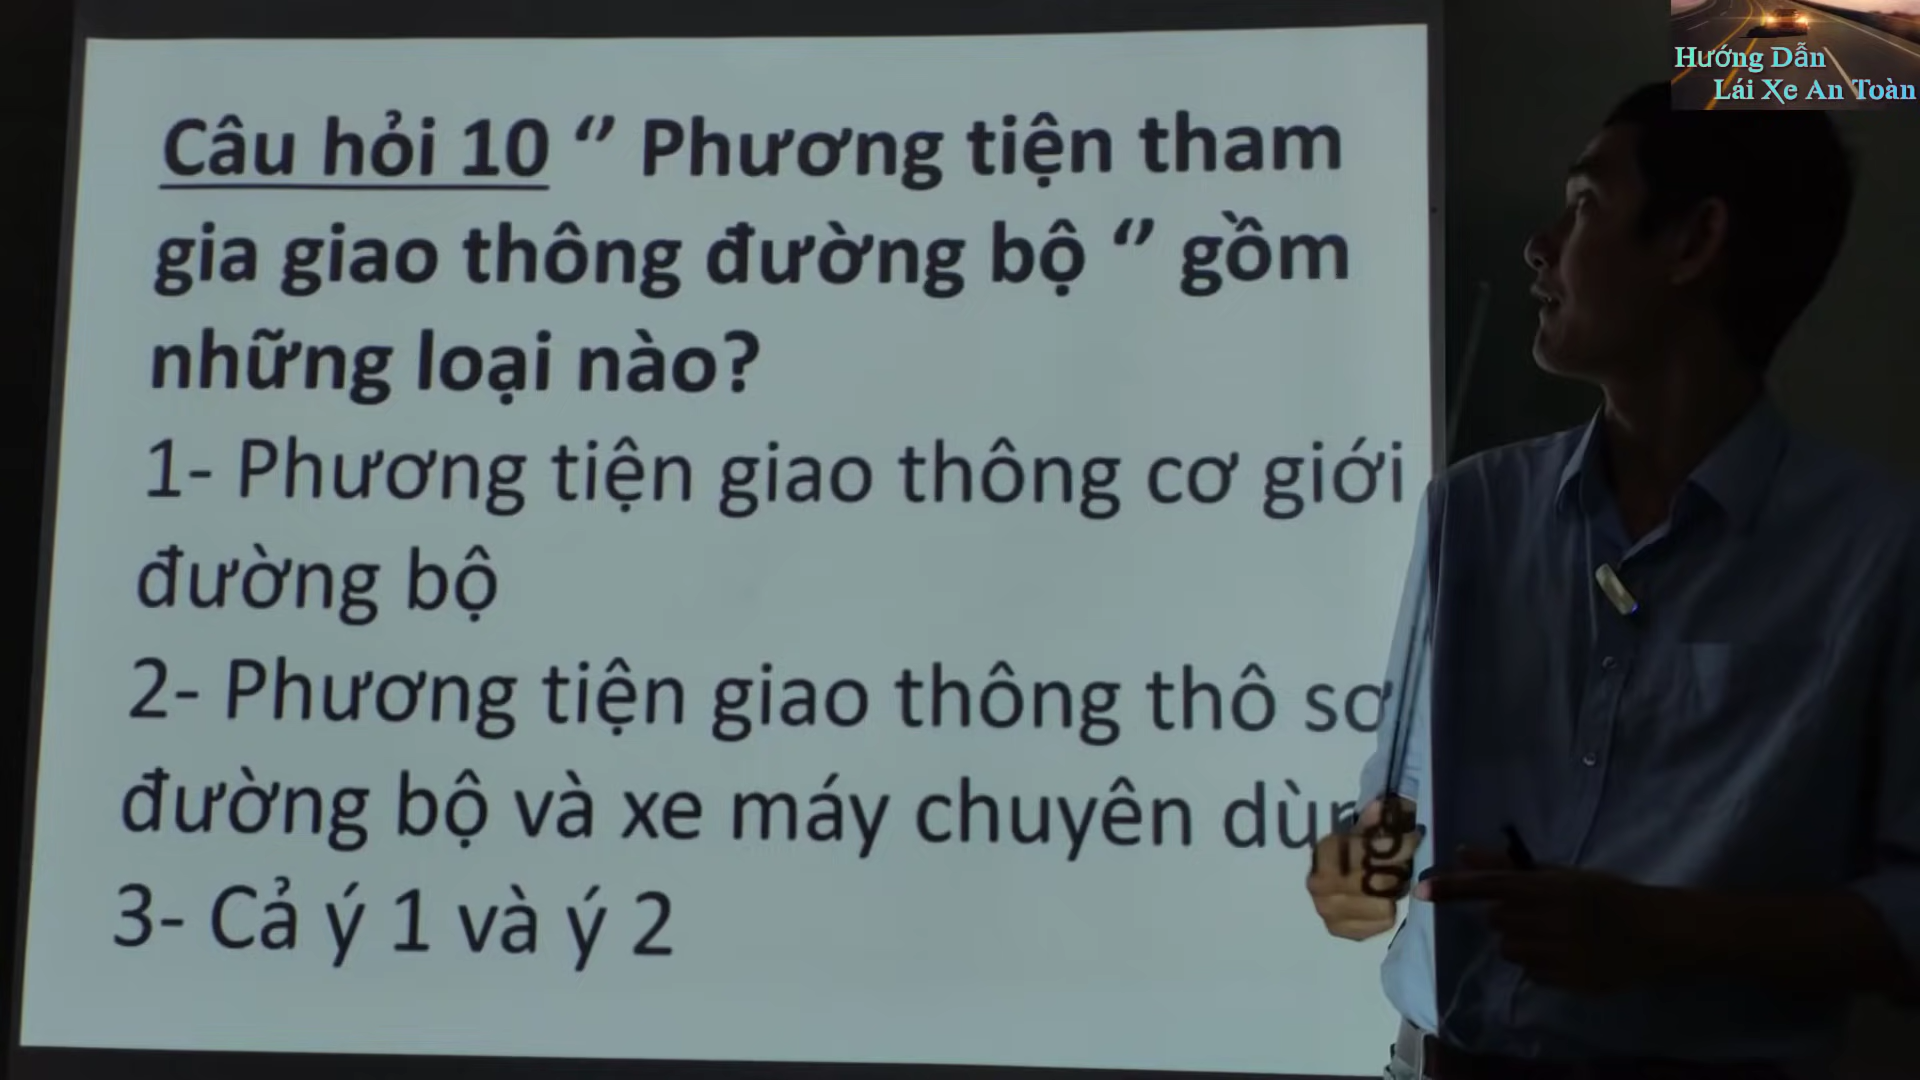 Hướng Dẫn
Lái Xe An Toàn
Câu hỏi 10 “ Phương tiện tham
gia giao thông đường bộ “ gồm
những loại nào?
1- Phương tiện giao thông cơ giới
đường bộ
2- Phương tiện giao thông thô sơ
đường bộ và xe máy chuyên dùng
3- Cả ý 1 và ý 2